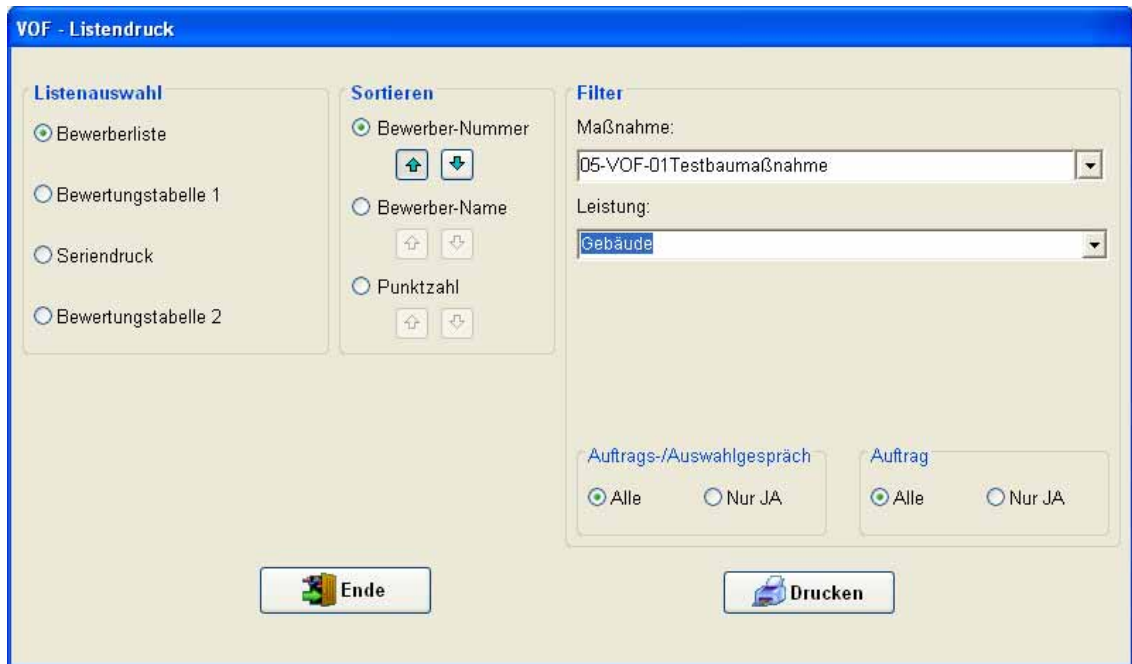 VOF - Listendruck
Listenauswahl
Bewerberliste
Bewertungstabelle 1
Seriendruck
Bewertungstabelle 2
Sortieren
Bewerber-Nummer
Bewerber-Name
Punktzahl
Filter
Maßnahme:
05-VOF-01Testbaumaßnahme
Leistung:
Gebäude
Auftrags-/Auswahlgespräch
Alle Nur JA
Auftrag
Alle Nur JA
Ende
Drucken